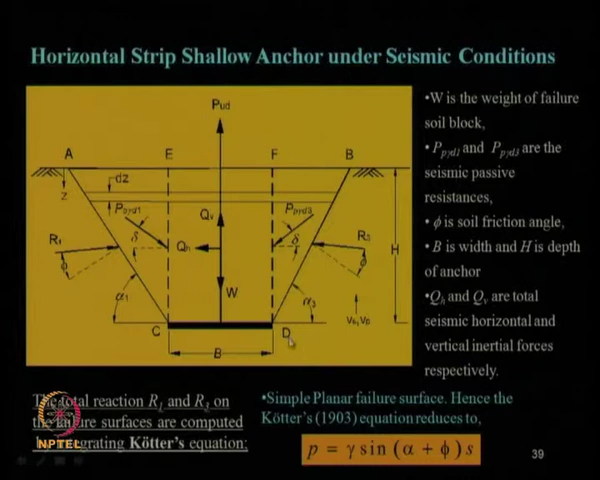 Horizontal Strip Shallow Anchor under Seismic Conditions
Pud
A E F B
dz
z
Ppγd1 Qv Ppγd3
R1 δ Qh δ R3
φ φ H
W
α1 α3 Vs,Vp
C D
B
•W is the weight of failure
soil block,
• Ppγd1 and Ppγd3 are the
seismic passive
resistances,
• ϕ is soil friction angle,
• B is width and H is depth
of anchor
•Qh and Qv are total
seismic horizontal and
vertical inertial forces
respectively.
The total reaction R1 and R2 on
the failure surfaces are computed
by integrating Kötter's equation:
•Simple Planar failure surface. Hence the
Kötter's (1903) equation reduces to,
p = γ sin (α + ϕ) s
NPTEL
39